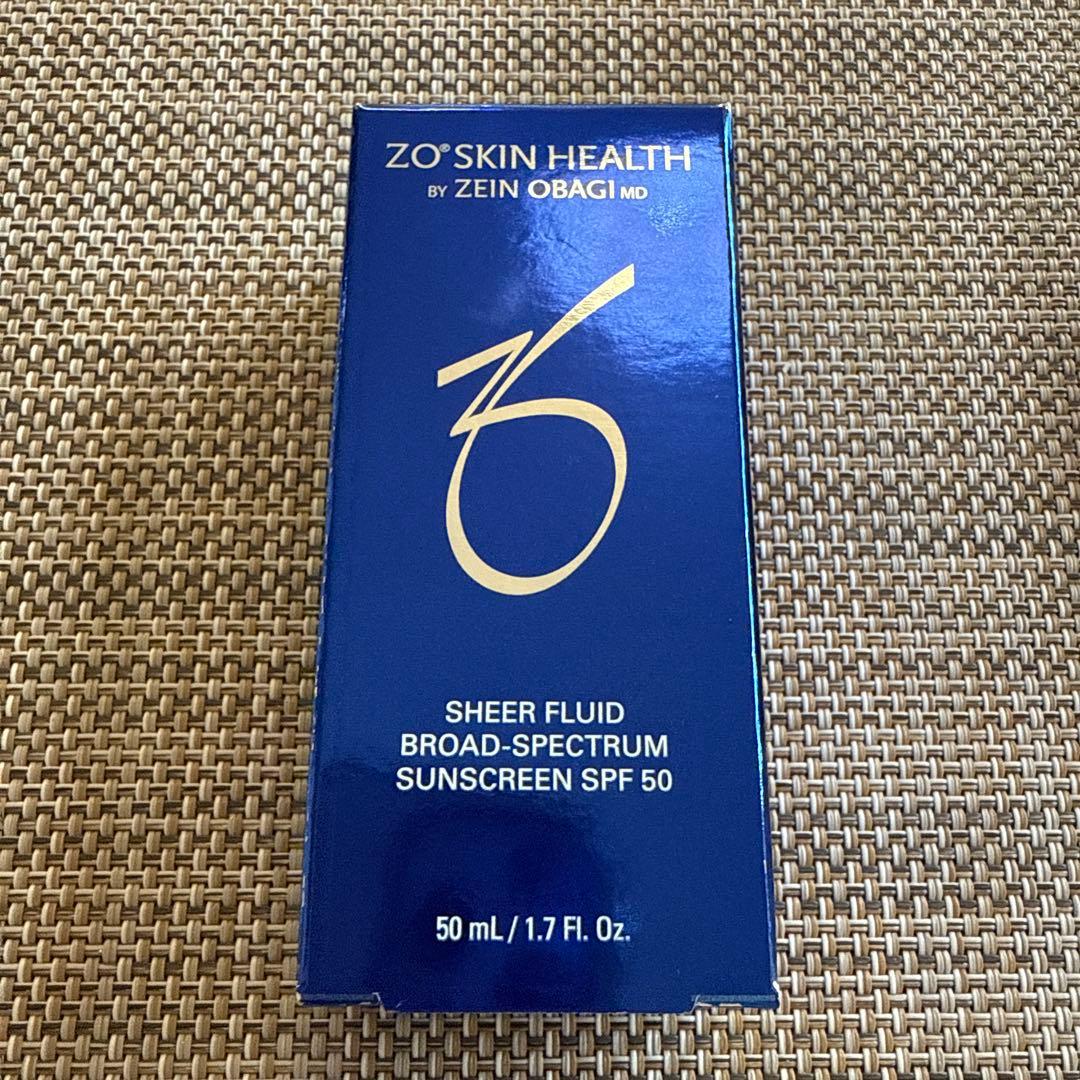 ZO® SKIN HEALTH
BY ZEIN OBAGI MD
SHEER FLUID
BROAD-SPECTRUM
SUNSCREEN SPF 50
50 mL / 1.7 Fl. Oz.